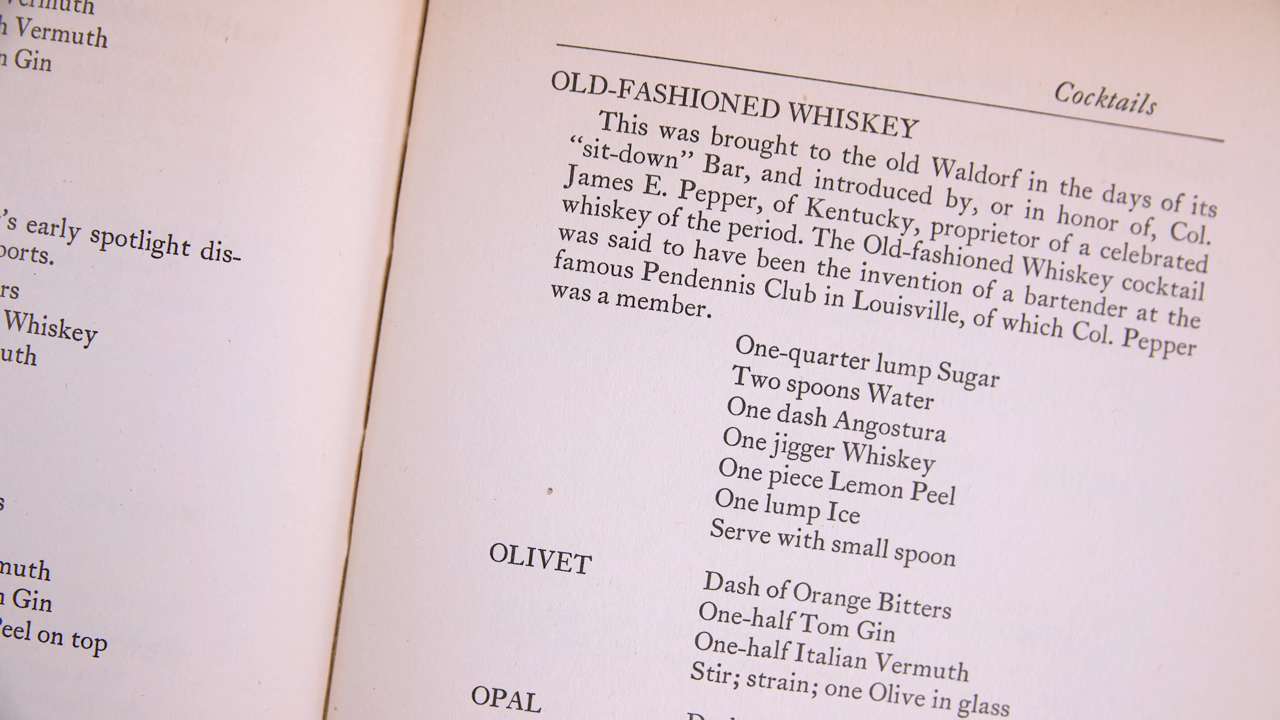 Vermuth
Gin
's early spotlight dis-
Whiskey
Gin
on top
Cocktails
OLD-FASHIONED WHISKEY
This was brought to the old Waldorf in the days of its
“sit-down” Bar, and introduced by, or in honor of, Col.
James E. Pepper, of Kentucky, proprietor of a celebrated
whiskey of the period. The Old-fashioned Whiskey cocktail
was said to have been the invention of a bartender at the
famous Pendennis Club in Louisville, of which Col. Pepper
was a member.
One-quarter lump Sugar
Two spoons Water
One dash Angostura
One jigger Whiskey
One piece Lemon Peel
One lump Ice
Serve with small spoon
OLIVET
Dash of Orange Bitters
One-half Tom Gin
One-half Italian Vermuth
Stir; strain; one Olive in glass
OPAL